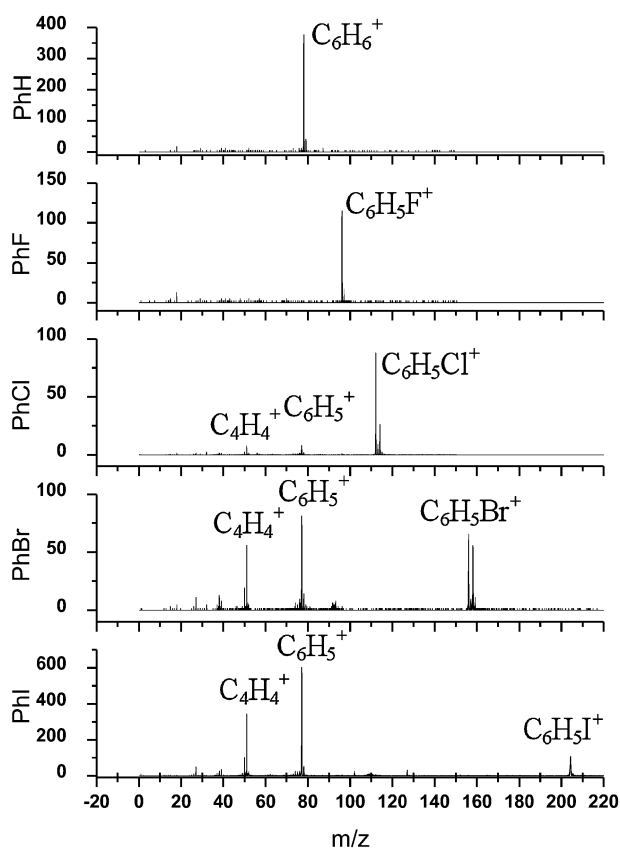 400
300
200
100
0
PhH
C₆H₆⁺
150
100
50
0
PhF
C₆H₅F⁺
100
50
0
PhCl
C₄H₄⁺
C₆H₅⁺
C₆H₅Cl⁺
100
50
0
PhBr
C₄H₄⁺
C₆H₅⁺
C₆H₅Br⁺
600
400
200
0
PhI
C₄H₄⁺
C₆H₅⁺
C₆H₅I⁺
-20 0 20 40 60 80 100 120 140 160 180 200 220
m/z